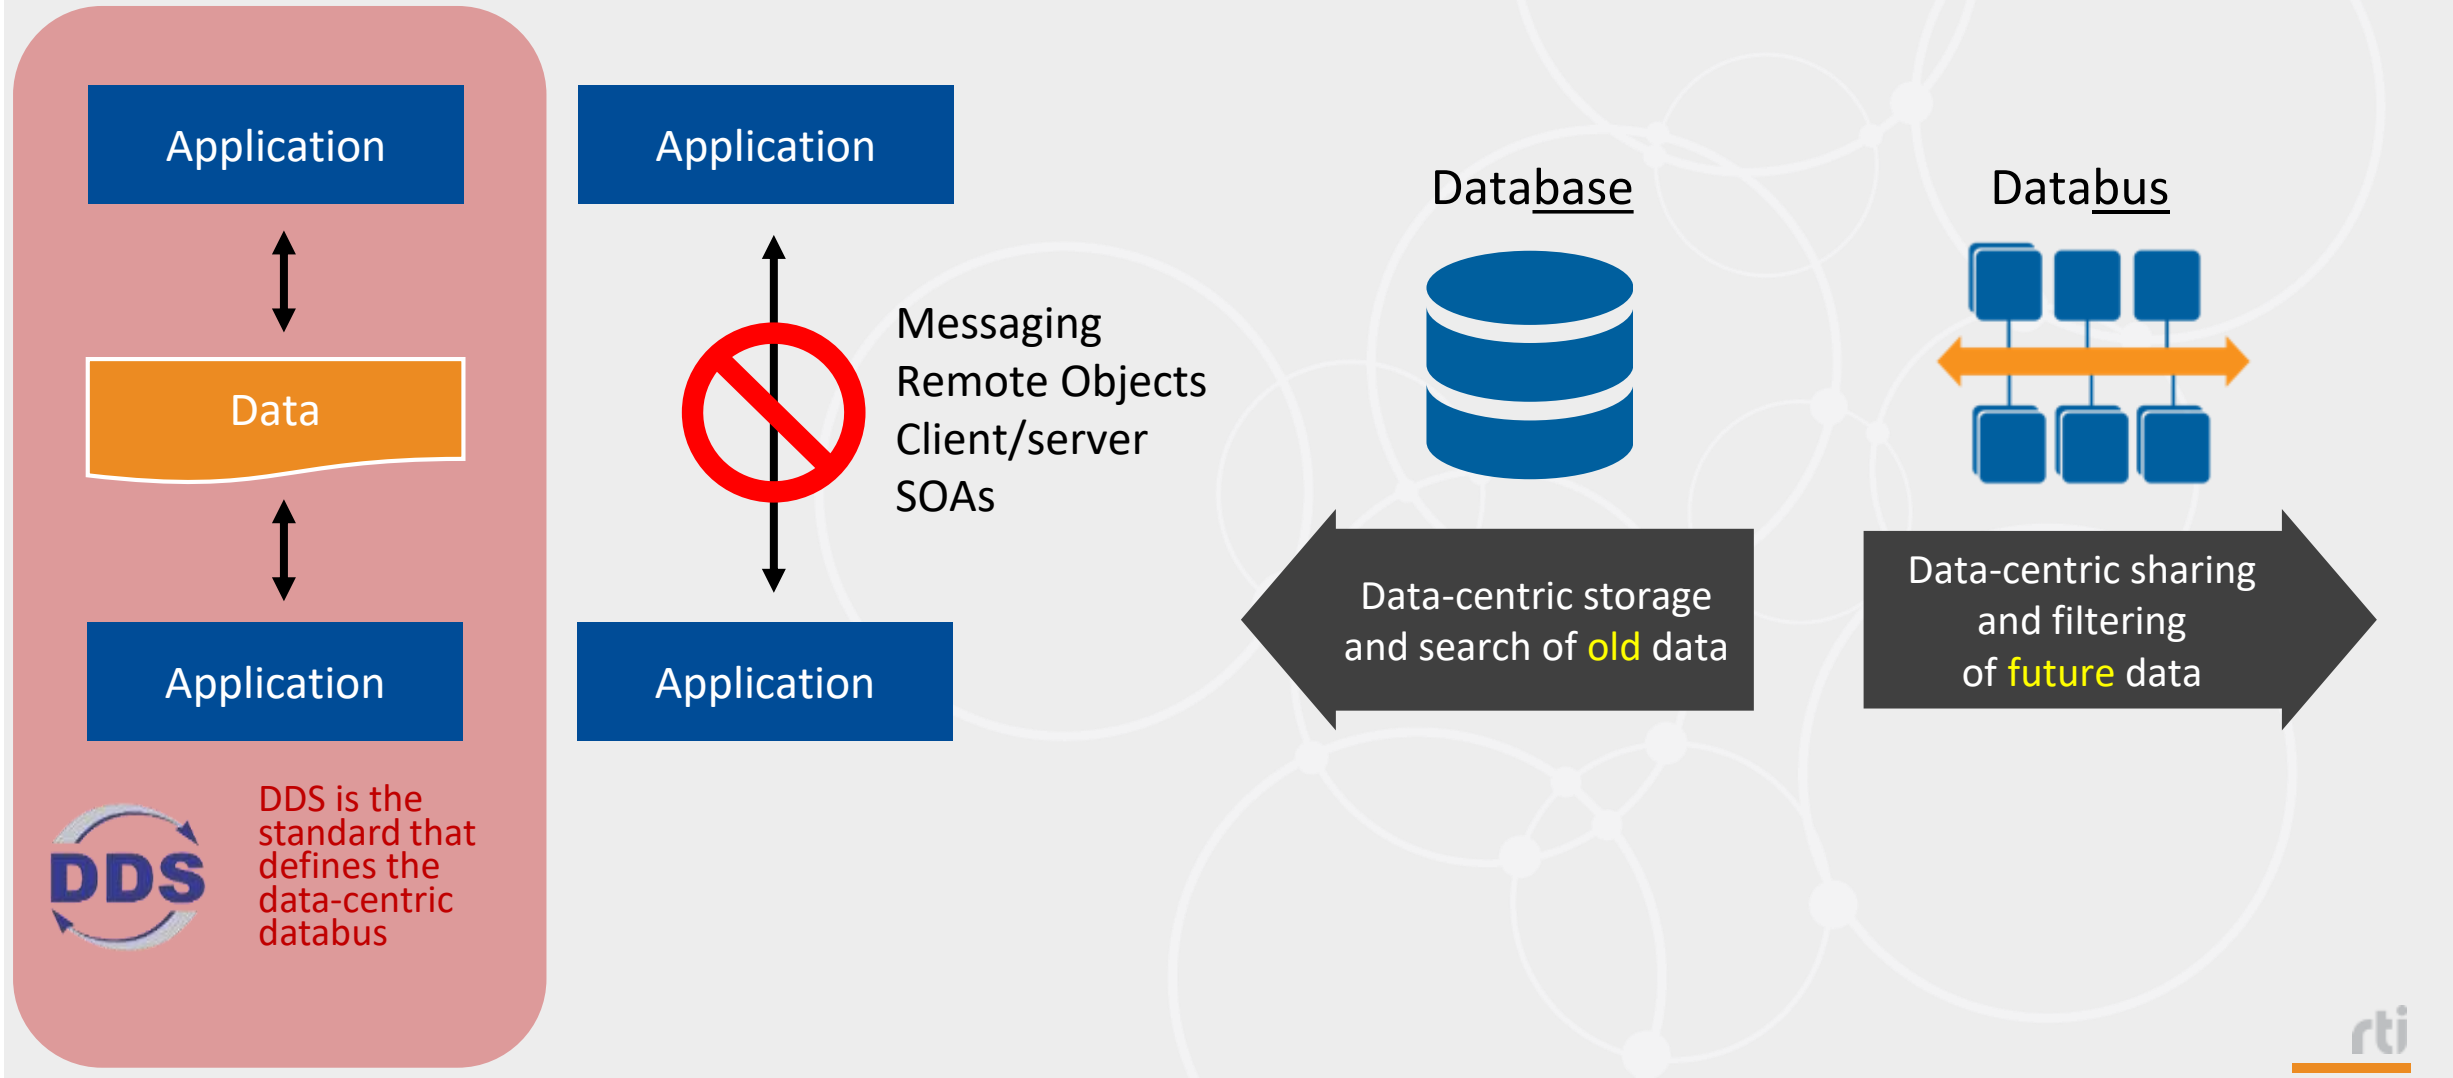 Application
Data
Application
DDS
DDS is the
standard that
defines the
data-centric
databus
Application
Messaging
Remote Objects
Client/server
SOAs
Application
Database
Data-centric storage
and search of old data
Databus
Data-centric sharing
and filtering
of future data
rti